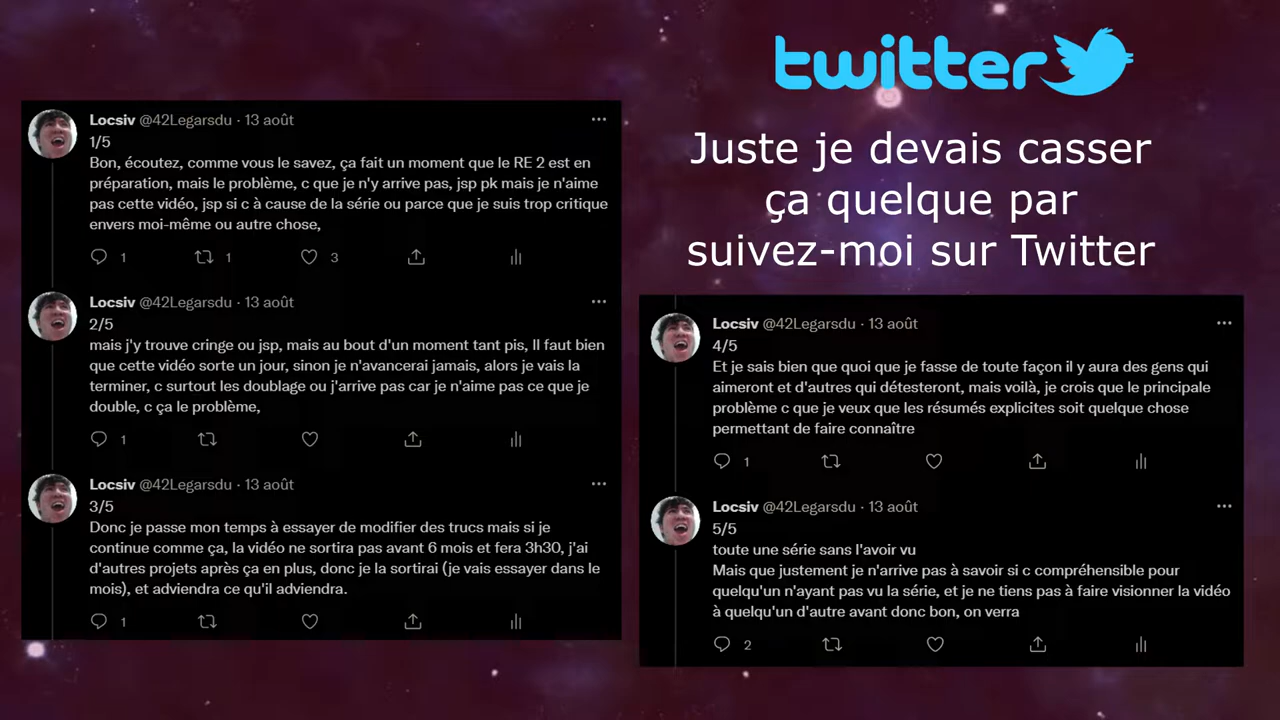 Locsiv @42Legarsdu · 13 août
1/5
Bon, écoutez, comme vous le savez, ça fait un moment que le RE 2 est en
préparation, mais le problème, c que je n'y arrive pas, jsp pk mais je n'aime
pas cette vidéo, jsp si c à cause de la série ou parce que je suis trop critique
envers moi-même ou autre chose,
1 1 3
Locsiv @42Legarsdu · 13 août
2/5
mais j'y trouve cringe ou jsp, mais au bout d'un moment tant pis, Il faut bien
que cette vidéo sorte un jour, sinon je n'avancerai jamais, alors je vais la
terminer, c surtout les doublage ou j'arrive pas car je n'aime pas ce que je
double, c ça le problème,
1
Locsiv @42Legarsdu · 13 août
3/5
Donc je passe mon temps à essayer de modifier des trucs mais si je
continue comme ça, la vidéo ne sortira pas avant 6 mois et fera 3h30, j'ai
d'autres projets après ça en plus, donc je la sortirai (je vais essayer dans le
mois), et adviendra ce qu'il adviendra.
1
twitter
Juste je devais casser
ça quelque par
suivez-moi sur Twitter
Locsiv @42Legarsdu · 13 août
4/5
Et je sais bien que quoi que je fasse de toute façon il y aura des gens qui
aimeront et d'autres qui détesteront, mais voilà, je crois que le principale
problème c que je veux que les résumés explicites soit quelque chose
permettant de faire connaître
1
Locsiv @42Legarsdu · 13 août
5/5
toute une série sans l'avoir vu
Mais que justement je n'arrive pas à savoir si c compréhensible pour
quelqu'un n'ayant pas vu la série, et je ne tiens pas à faire visionner la vidéo
à quelqu'un d'autre avant donc bon, on verra
2